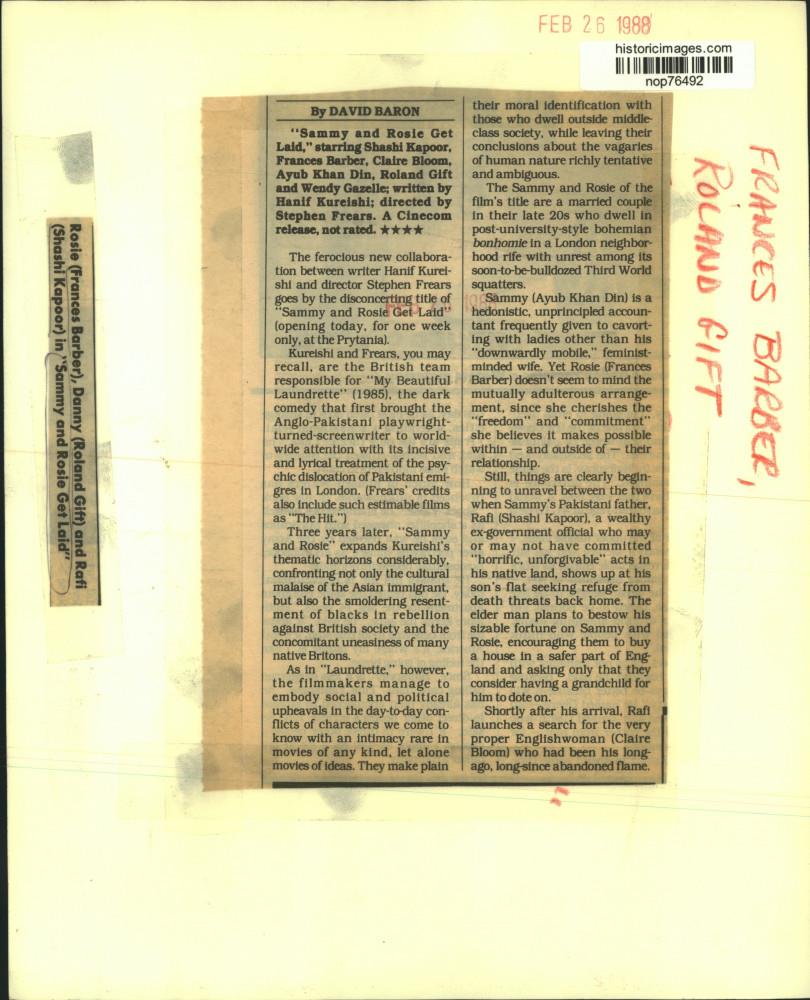 FEB 26 1988
historicimages.com
nop76492
By DAVID BARON
"Sammy and Rosie Get
Laid," starring Shashi Kapoor,
Frances Barber, Claire Bloom,
Ayub Khan Din, Roland Gift
and Wendy Gazelle; written by
Hanif Kureishi; directed by
Stephen Frears. A Cinecom
release, not rated. ★★★★
The ferocious new collabora-
tion between writer Hanif Kurei-
shi and director Stephen Frears
goes by the disconcerting title of
"Sammy and Rosie Get Laid"
(opening today, for one week
only, at the Prytania).
Kureishi and Frears, you may
recall, are the British team
responsible for "My Beautiful
Laundrette" (1985), the dark
comedy that first brought the
Anglo-Pakistani playwright-
turned-screenwriter to world-
wide attention with its incisive
and lyrical treatment of the psy-
chic dislocation of Pakistani emi-
gres in London. (Frears' credits
also include such estimable films
as "The Hit.")
Three years later, "Sammy
and Rosie" expands Kureishi's
thematic horizons considerably,
confronting not only the cultural
malaise of the Asian immigrant,
but also the smoldering resent-
ment of blacks in rebellion
against British society and the
concomitant uneasiness of many
native Britons.
As in "Laundrette," however,
the filmmakers manage to
embody social and political
upheavals in the day-to-day con-
flicts of characters we come to
know with an intimacy rare in
movies of any kind, let alone
movies of ideas. They make plain
their moral identification with
those who dwell outside middle-
class society, while leaving their
conclusions about the vagaries
of human nature richly tentative
and ambiguous.
The Sammy and Rosie of the
film's title are a married couple
in their late 20s who dwell in
post-university-style bohemian
bonhomie in a London neighbor-
hood rife with unrest among its
soon-to-be-bulldozed Third World
squatters.
Sammy (Ayub Khan Din) is a
hedonistic, unprincipled accoun-
tant frequently given to cavort-
ing with ladies other than his
"downwardly mobile," feminist-
minded wife. Yet Rosie (Frances
Barber) doesn't seem to mind the
mutually adulterous arrange-
ment, since she cherishes the
"freedom" and "commitment"
she believes it makes possible
within — and outside of — their
relationship.
Still, things are clearly begin-
ning to unravel between the two
when Sammy's Pakistani father,
Rafi (Shashi Kapoor), a wealthy
ex-government official who may
or may not have committed
"horrific, unforgivable" acts in
his native land, shows up at his
son's flat seeking refuge from
death threats back home. The
elder man plans to bestow his
sizable fortune on Sammy and
Rosie, encouraging them to buy
a house in a safer part of Eng-
land and asking only that they
consider having a grandchild for
him to dote on.
Shortly after his arrival, Rafi
launches a search for the very
proper Englishwoman (Claire
Bloom) who had been his long-
ago, long-since abandoned flame.
Rosie (Frances Barber), Danny (Roland Gift) and Rafi
(Shashi Kapoor) in "Sammy and Rosie Get Laid"
FRANCES BARBER,
ROLAND GIFT